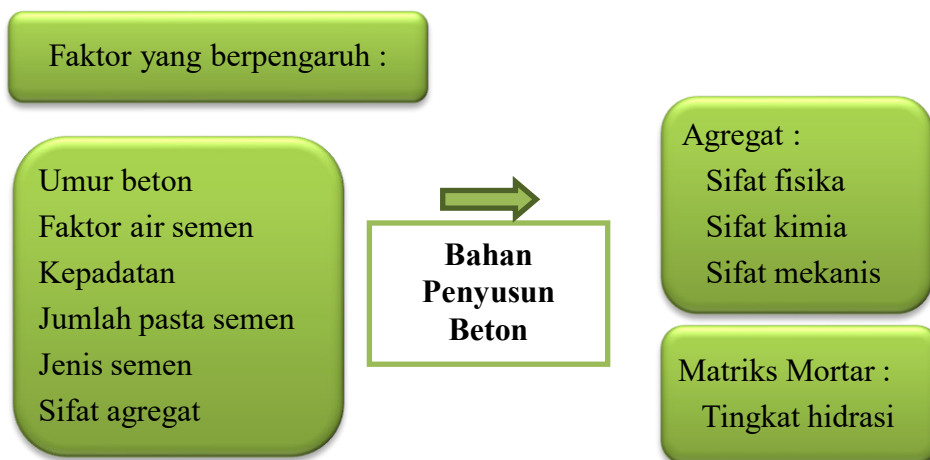 Faktor yang berpengaruh :
Umur beton
Faktor air semen
Kepadatan
Jumlah pasta semen
Jenis semen
Sifat agregat
Bahan
Penyusun
Beton
Agregat :
Sifat fisika
Sifat kimia
Sifat mekanis
Matriks Mortar :
Tingkat hidrasi